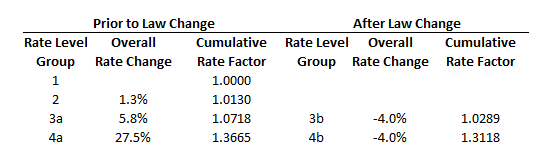 Prior to Law Change After Law Change
Rate Level Overall Cumulative Rate Level Overall Cumulative
Group Rate Change Rate Factor Group Rate Change Rate Factor
1 1.0000
2 1.3% 1.0130
3a 5.8% 1.0718 3b -4.0% 1.0289
4a 27.5% 1.3665 4b -4.0% 1.3118